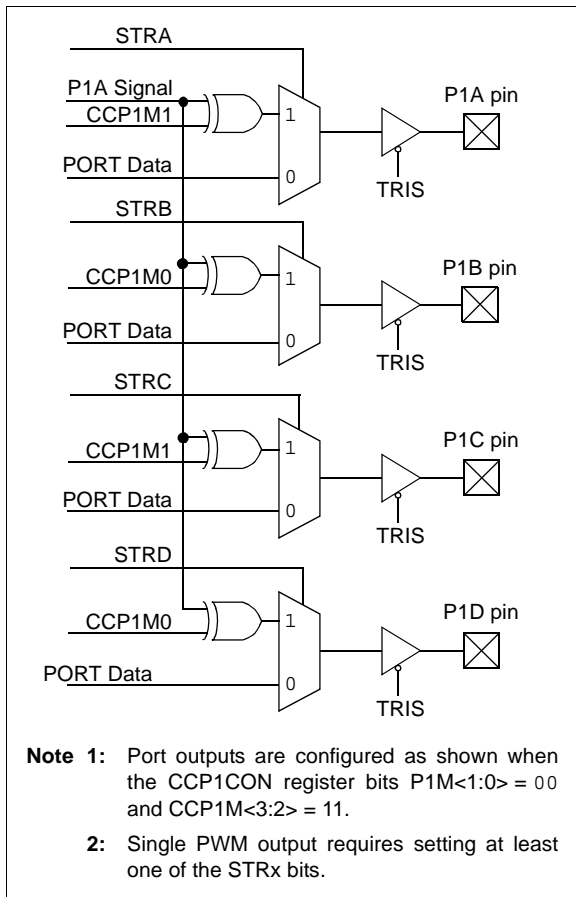 STRA
P1A Signal
CCP1M1
1
P1A pin
PORT Data
0
TRIS
STRB
CCP1M0
1
P1B pin
PORT Data
0
TRIS
STRC
CCP1M1
1
P1C pin
PORT Data
0
TRIS
STRD
CCP1M0
1
P1D pin
PORT Data
0
TRIS
Note 1: Port outputs are configured as shown when
the CCP1CON register bits P1M<1:0> = 00
and CCP1M<3:2> = 11.
2: Single PWM output requires setting at least
one of the STRx bits.